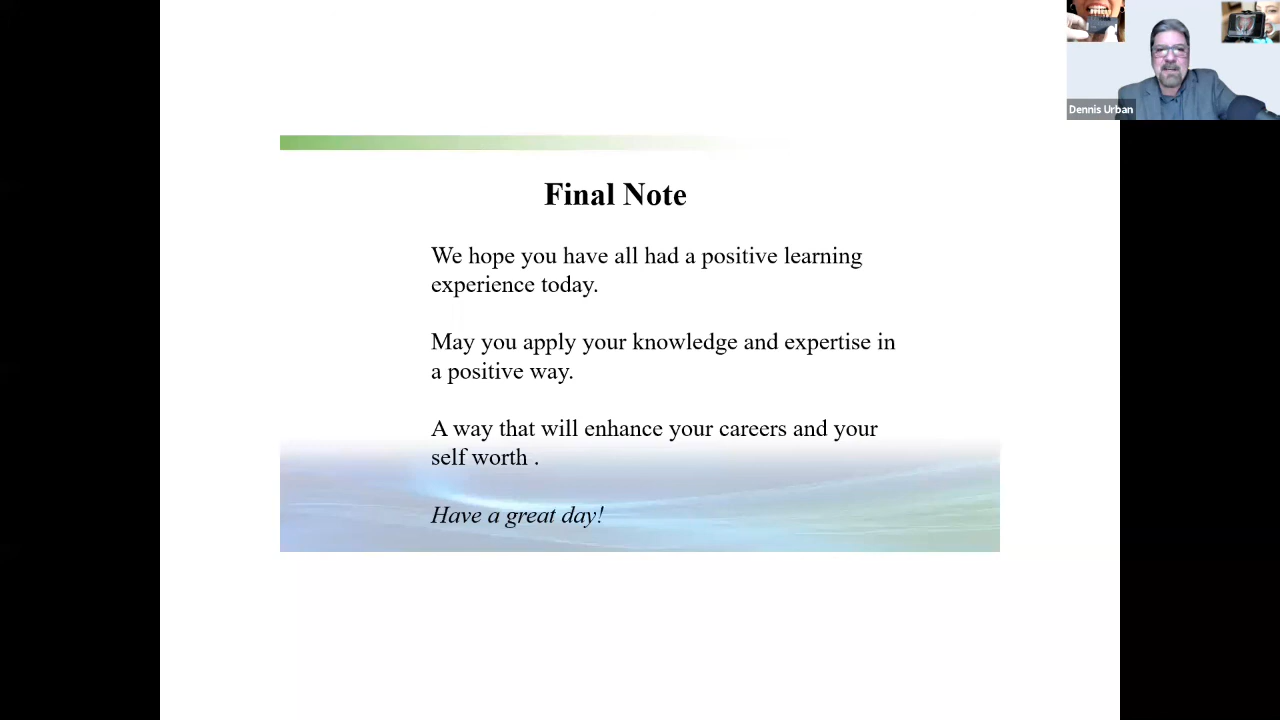 Dennis Urban
Final Note
We hope you have all had a positive learning
experience today.
May you apply your knowledge and expertise in
a positive way.
A way that will enhance your careers and your
self worth .
Have a great day!